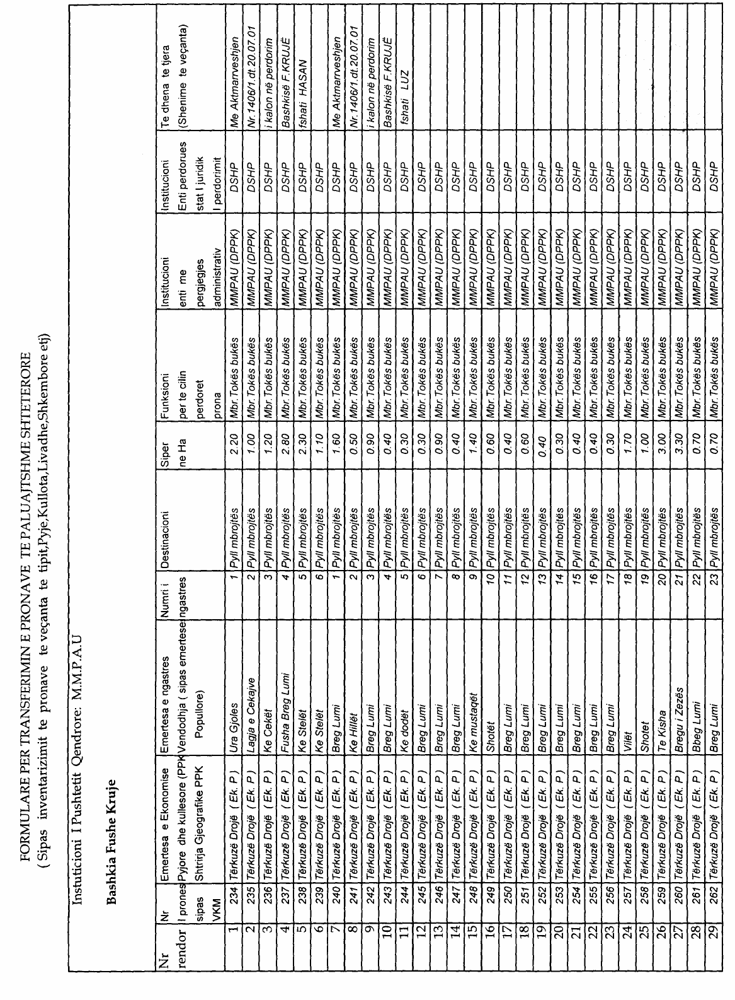 FORMULARE PER TRANSFERIMIN E PRONAVE TE PALUAJTSHME SHTETERORE
( Sipas inventarizimit te pronave te veçanta te tipit,Pyje,Kullota,Livadhe,Shkembore etj)
Instuticioni I Pushtetit Qendrore: M.M.P.A.U
Bashkia Fushe Kruje
Nr Nr Emertesa e Ekonomise Emertesa e ngastres Numri i Destinacioni Siper Funksioni Institucioni Institucioni Te dhena te tjera
rendor I prones Pyjore dhe kullesore (PPK Vendodhja ( sipas emerteses ngastres ne Ha per te cilin enti me Enti perdorues (Shenime te veçanta)
sipas Shtrirja Gjeografike PPK Popullore) perdoret pergjegjes stat I juridik
VKM prona administrativ I perdorimit
1 234 Tërkuzë Drojë ( Ek. P ) Ura Gjoles 1 Pyll mbrojtës 2.20 Mbr. Tokës bukës MMPAU (DPPK) DSHP Me Aktmarrveshjen
2 235 Tërkuzë Drojë ( Ek. P ) Lagja e Cekajve 2 Pyll mbrojtës 1.00 Mbr. Tokës bukës MMPAU (DPPK) DSHP Nr.1406/1.dt.20.07.01
3 236 Tërkuzë Drojë ( Ek. P ) Ke Cekët 3 Pyll mbrojtës 1.20 Mbr. Tokës bukës MMPAU (DPPK) DSHP i kalon në perdorim
4 237 Tërkuzë Drojë ( Ek. P ) Fusha Breg Lumi 4 Pyll mbrojtës 2.80 Mbr. Tokës bukës MMPAU (DPPK) DSHP Bashkisë F.KRUJË
5 238 Tërkuzë Drojë ( Ek. P ) Ke Stelët 5 Pyll mbrojtës 2.30 Mbr. Tokës bukës MMPAU (DPPK) DSHP fshati HASAN
6 239 Tërkuzë Drojë ( Ek. P ) Ke Stelët 6 Pyll mbrojtës 1.10 Mbr. Tokës bukës MMPAU (DPPK) DSHP
7 240 Tërkuzë Drojë ( Ek. P ) Breg Lumi 1 Pyll mbrojtës 1.60 Mbr. Tokës bukës MMPAU (DPPK) DSHP Me Aktmarrveshjen
8 241 Tërkuzë Drojë ( Ek. P ) Ke Hillët 2 Pyll mbrojtës 0.50 Mbr. Tokës bukës MMPAU (DPPK) DSHP Nr.1406/1.dt.20.07.01
9 242 Tërkuzë Drojë ( Ek. P ) Breg Lumi 3 Pyll mbrojtës 0.90 Mbr. Tokës bukës MMPAU (DPPK) DSHP i kalon në perdorim
10 243 Tërkuzë Drojë ( Ek. P ) Breg Lumi 4 Pyll mbrojtës 0.40 Mbr. Tokës bukës MMPAU (DPPK) DSHP Bashkisë F.KRUJË
11 244 Tërkuzë Drojë ( Ek. P ) Ke dodët 5 Pyll mbrojtës 0.30 Mbr. Tokës bukës MMPAU (DPPK) DSHP fshati LUZ
12 245 Tërkuzë Drojë ( Ek. P ) Breg Lumi 6 Pyll mbrojtës 0.30 Mbr. Tokës bukës MMPAU (DPPK) DSHP
13 246 Tërkuzë Drojë ( Ek. P ) Breg Lumi 7 Pyll mbrojtës 0.90 Mbr. Tokës bukës MMPAU (DPPK) DSHP
14 247 Tërkuzë Drojë ( Ek. P ) Breg Lumi 8 Pyll mbrojtës 0.40 Mbr. Tokës bukës MMPAU (DPPK) DSHP
15 248 Tërkuzë Drojë ( Ek. P ) Ke mustaqët 9 Pyll mbrojtës 1.40 Mbr. Tokës bukës MMPAU (DPPK) DSHP
16 249 Tërkuzë Drojë ( Ek. P ) Shotët 10 Pyll mbrojtës 0.60 Mbr. Tokës bukës MMPAU (DPPK) DSHP
17 250 Tërkuzë Drojë ( Ek. P ) Breg Lumi 11 Pyll mbrojtës 0.40 Mbr. Tokës bukës MMPAU (DPPK) DSHP
18 251 Tërkuzë Drojë ( Ek. P ) Breg Lumi 12 Pyll mbrojtës 0.60 Mbr. Tokës bukës MMPAU (DPPK) DSHP
19 252 Tërkuzë Drojë ( Ek. P ) Breg Lumi 13 Pyll mbrojtës 0.40 Mbr. Tokës bukës MMPAU (DPPK) DSHP
20 253 Tërkuzë Drojë ( Ek. P ) Breg Lumi 14 Pyll mbrojtës 0.30 Mbr. Tokës bukës MMPAU (DPPK) DSHP
21 254 Tërkuzë Drojë ( Ek. P ) Breg Lumi 15 Pyll mbrojtës 0.40 Mbr. Tokës bukës MMPAU (DPPK) DSHP
22 255 Tërkuzë Drojë ( Ek. P ) Breg Lumi 16 Pyll mbrojtës 0.40 Mbr. Tokës bukës MMPAU (DPPK) DSHP
23 256 Tërkuzë Drojë ( Ek. P ) Breg Lumi 17 Pyll mbrojtës 0.30 Mbr. Tokës bukës MMPAU (DPPK) DSHP
24 257 Tërkuzë Drojë ( Ek. P ) Vilët 18 Pyll mbrojtës 1.70 Mbr. Tokës bukës MMPAU (DPPK) DSHP
25 258 Tërkuzë Drojë ( Ek. P ) Shotet 19 Pyll mbrojtës 1.00 Mbr. Tokës bukës MMPAU (DPPK) DSHP
26 259 Tërkuzë Drojë ( Ek. P ) Te Kisha 20 Pyll mbrojtës 3.00 Mbr. Tokës bukës MMPAU (DPPK) DSHP
27 260 Tërkuzë Drojë ( Ek. P ) Bregu i Zezës 21 Pyll mbrojtës 3.30 Mbr. Tokës bukës MMPAU (DPPK) DSHP
28 261 Tërkuzë Drojë ( Ek. P ) Bbreg Lumi 22 Pyll mbrojtës 0.70 Mbr. Tokës bukës MMPAU (DPPK) DSHP
29 262 Tërkuzë Drojë ( Ek. P ) Breg Lumi 23 Pyll mbrojtës 0.70 Mbr. Tokës bukës MMPAU (DPPK) DSHP